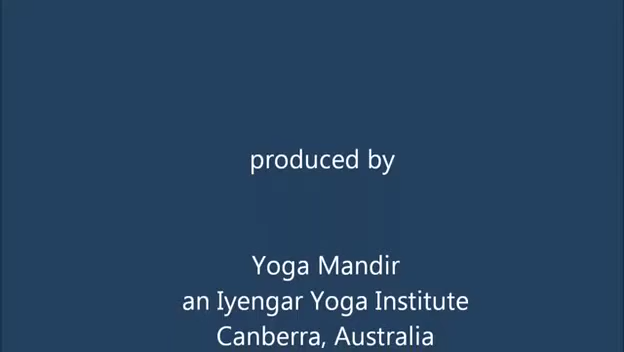 produced by
Yoga Mandir
an Iyengar Yoga Institute
Canberra, Australia